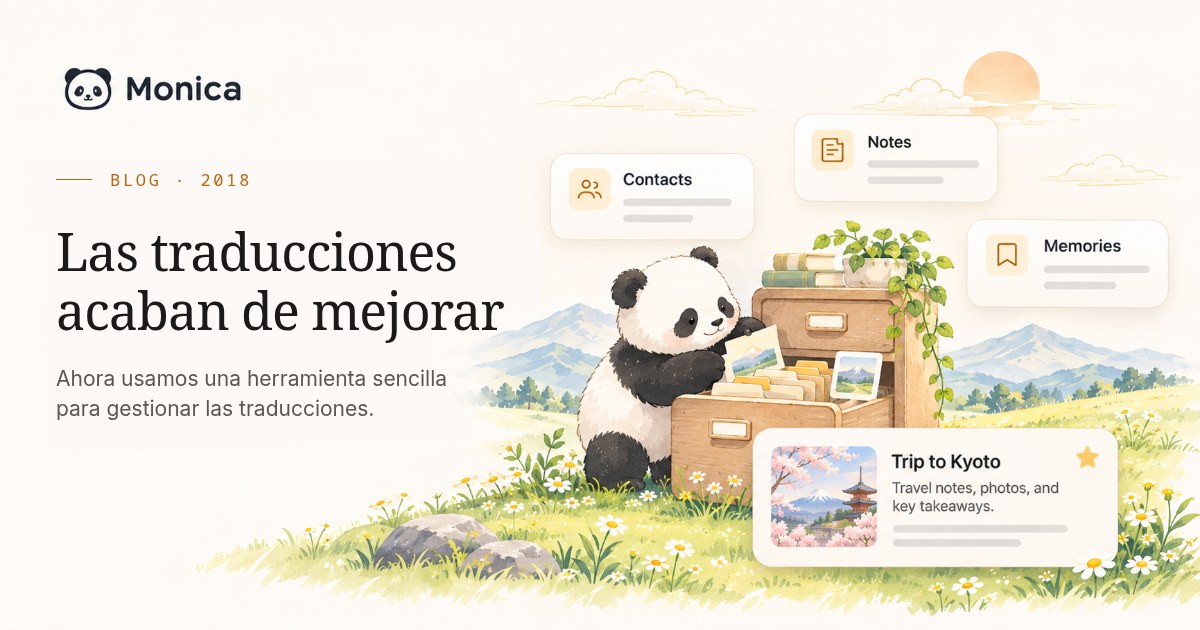 Monica
BLOG · 2018
Las traducciones
acaban de mejorar
Ahora usamos una herramienta sencilla
para gestionar las traducciones.
Contacts
Notes
Memories
Trip to Kyoto
Travel notes, photos, and
key takeaways.